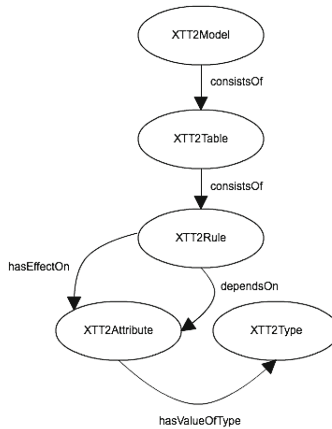 XTT2Model
consistsOf
XTT2Table
consistsOf
XTT2Rule
hasEffectOn
dependsOn
XTT2Attribute
XTT2Type
hasValueOfType